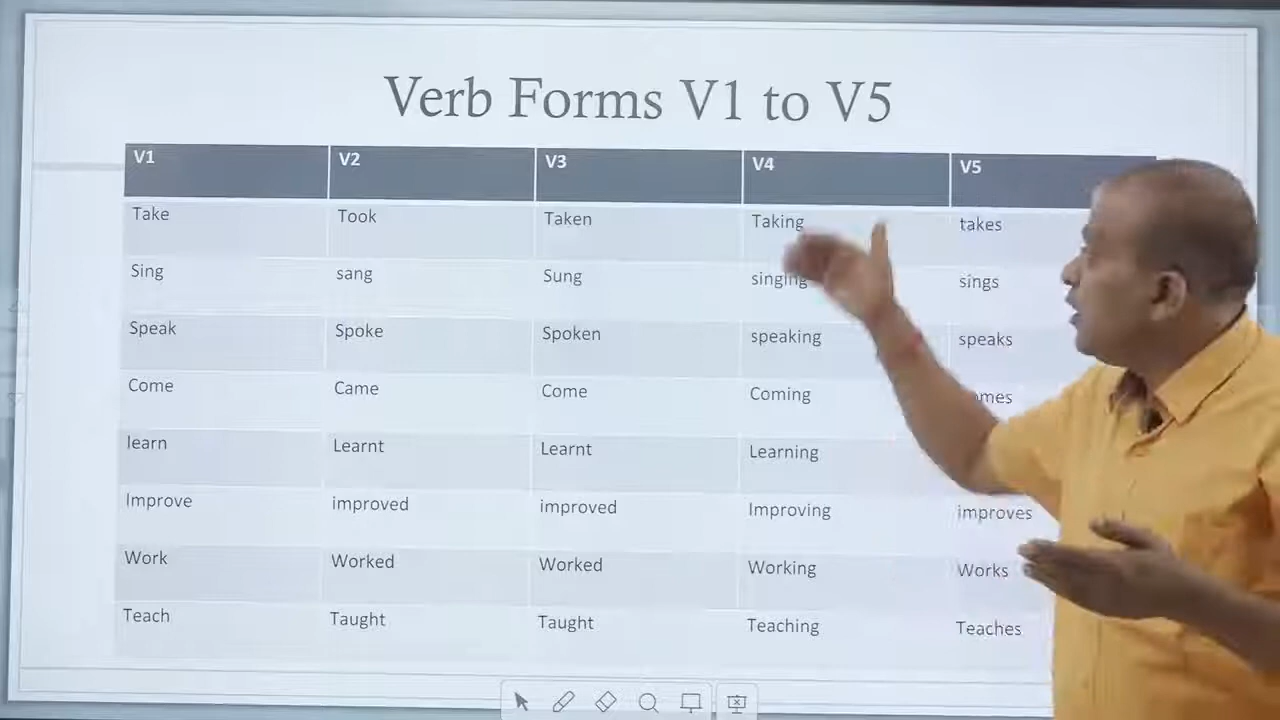 Verb Forms V1 to V5
V1 V2 V3 V4 V5
Take Took Taken Taking takes
Sing sang Sung singing sings
Speak Spoke Spoken speaking speaks
Come Came Come Coming
learn Learnt Learnt Learning
Improve improved improved Improving improves
Work Worked Worked Working Works
Teach Taught Taught Teaching Teaches